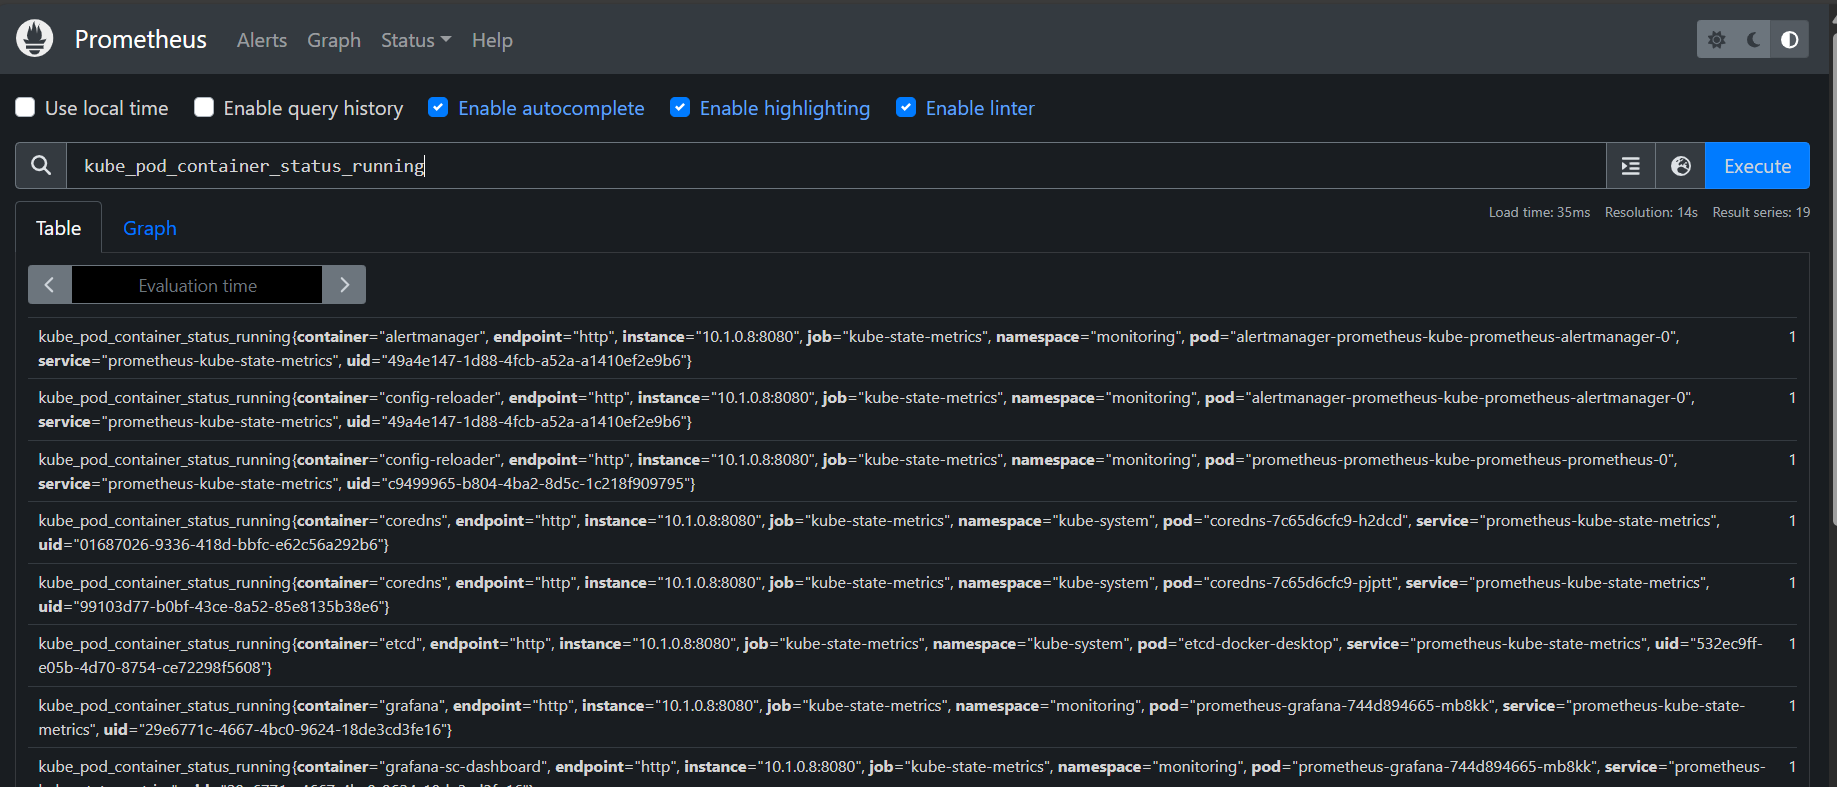 Prometheus Alerts Graph Status Help
Use local time Enable query history Enable autocomplete Enable highlighting Enable linter
kube_pod_container_status_running Execute
Load time: 35ms Resolution: 14s Result series: 19
Table Graph
Evaluation time
kube_pod_container_status_running{container="alertmanager", endpoint="http", instance="10.1.0.8:8080", job="kube-state-metrics", namespace="monitoring", pod="alertmanager-prometheus-kube-prometheus-alertmanager-0", 1
service="prometheus-kube-state-metrics", uid="49a4e147-1d88-4fcb-a52a-a1410ef2e9b6"}
kube_pod_container_status_running{container="config-reloader", endpoint="http", instance="10.1.0.8:8080", job="kube-state-metrics", namespace="monitoring", pod="alertmanager-prometheus-kube-prometheus-alertmanager-0", 1
service="prometheus-kube-state-metrics", uid="49a4e147-1d88-4fcb-a52a-a1410ef2e9b6"}
kube_pod_container_status_running{container="config-reloader", endpoint="http", instance="10.1.0.8:8080", job="kube-state-metrics", namespace="monitoring", pod="prometheus-prometheus-kube-prometheus-prometheus-0", 1
service="prometheus-kube-state-metrics", uid="c9499965-b804-4ba2-8d5c-1c218f909795"}
kube_pod_container_status_running{container="coredns", endpoint="http", instance="10.1.0.8:8080", job="kube-state-metrics", namespace="kube-system", pod="coredns-7c65d6cfc9-h2dcd", service="prometheus-kube-state-metrics", 1
uid="01687026-9336-418d-bbfc-e62c56a292b6"}
kube_pod_container_status_running{container="coredns", endpoint="http", instance="10.1.0.8:8080", job="kube-state-metrics", namespace="kube-system", pod="coredns-7c65d6cfc9-pjptt", service="prometheus-kube-state-metrics", 1
uid="99103d77-b0bf-43ce-8a52-85e8135b38e6"}
kube_pod_container_status_running{container="etcd", endpoint="http", instance="10.1.0.8:8080", job="kube-state-metrics", namespace="kube-system", pod="etcd-docker-desktop", service="prometheus-kube-state-metrics", uid="532ec9ff- 1
e05b-4d70-8754-ce72298f5608"}
kube_pod_container_status_running{container="grafana", endpoint="http", instance="10.1.0.8:8080", job="kube-state-metrics", namespace="monitoring", pod="prometheus-grafana-744d894665-mb8kk", service="prometheus-kube-state- 1
metrics", uid="29e6771c-4667-4bc0-9624-18de3cd3fe16"}
kube_pod_container_status_running{container="grafana-sc-dashboard", endpoint="http", instance="10.1.0.8:8080", job="kube-state-metrics", namespace="monitoring", pod="prometheus-grafana-744d894665-mb8kk", service="prometheus- 1